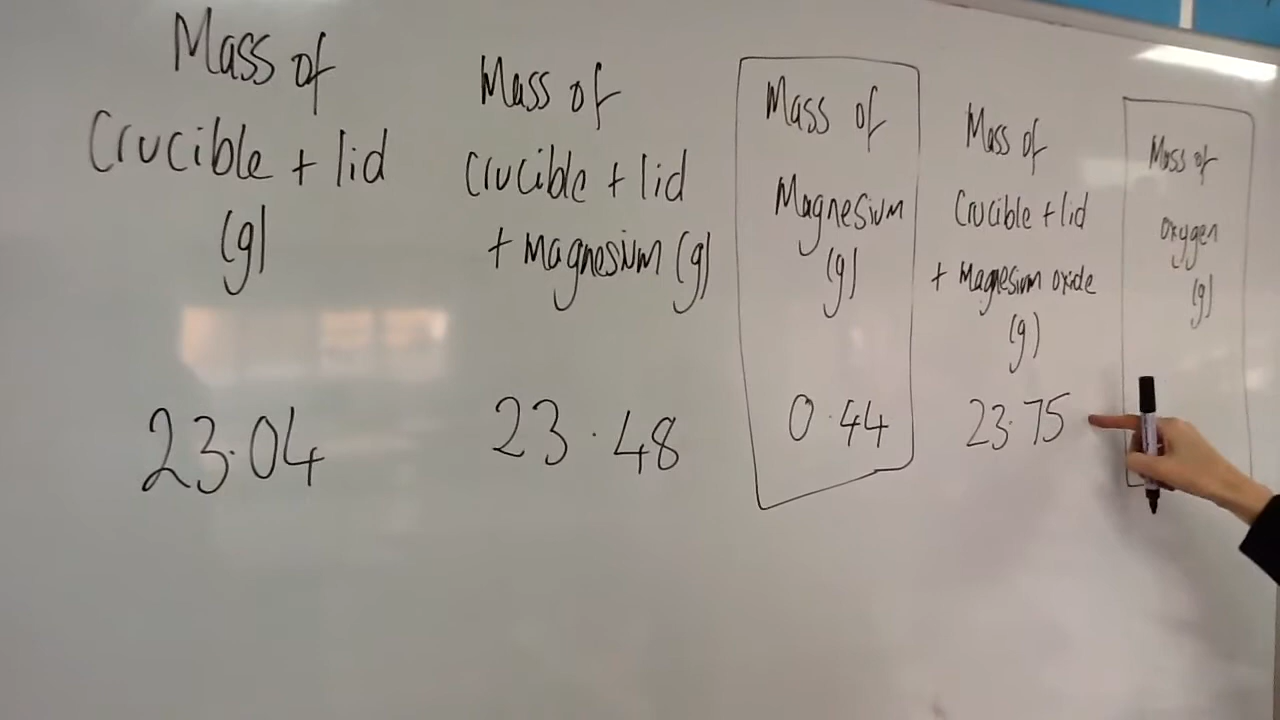 Mass of
Crucible + lid
(g)
23.04
Mass of
Crucible + lid
+ magnesium (g)
23.48
Mass of
Magnesium
(g)
0.44
Mass of
Crucible + lid
+ Magnesium oxide
(g)
23.75
Mass of
oxygen
(g)